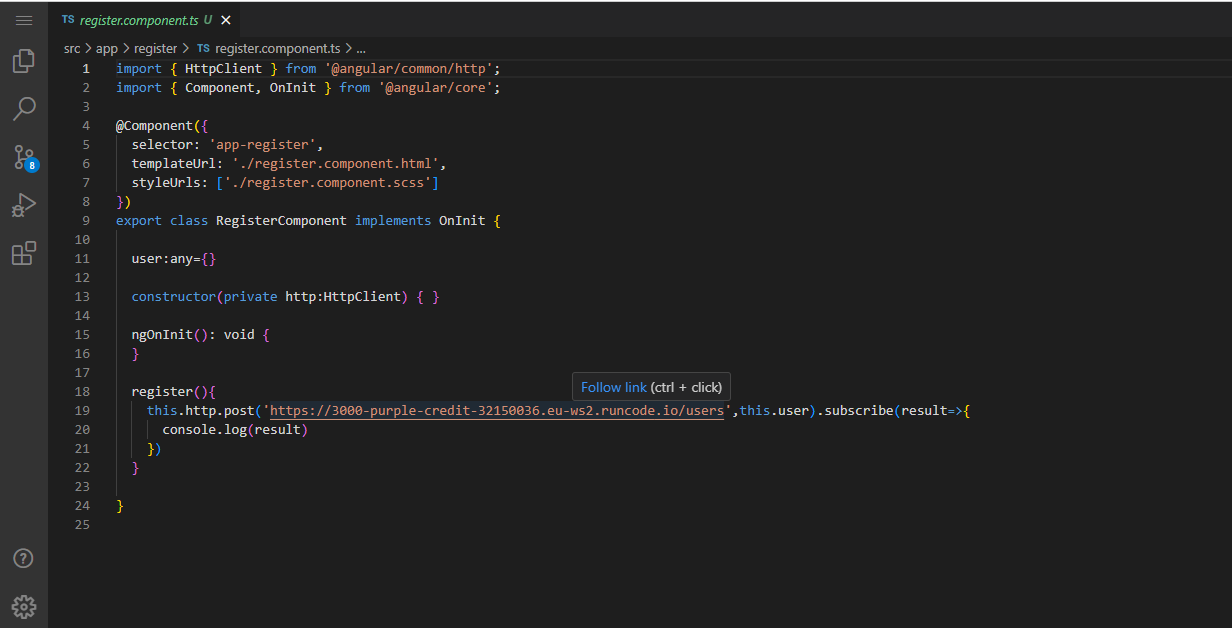 TS register.component.ts U ×
src > app > register > TS register.component.ts > ...
1 import { HttpClient } from '@angular/common/http';
2 import { Component, OnInit } from '@angular/core';
3
4 @Component({
5   selector: 'app-register',
6   templateUrl: './register.component.html',
7   styleUrls: ['./register.component.scss']
8 })
9 export class RegisterComponent implements OnInit {
10
11   user:any={}
12
13   constructor(private http:HttpClient) { }
14
15   ngOnInit(): void {
16   }
17
Follow link (ctrl + click)
18   register(){
19     this.http.post('https://3000-purple-credit-32150036.eu-ws2.runcode.io/users',this.user).subscribe(result=>{
20       console.log(result)
21     })
22   }
23
24 }
25
8